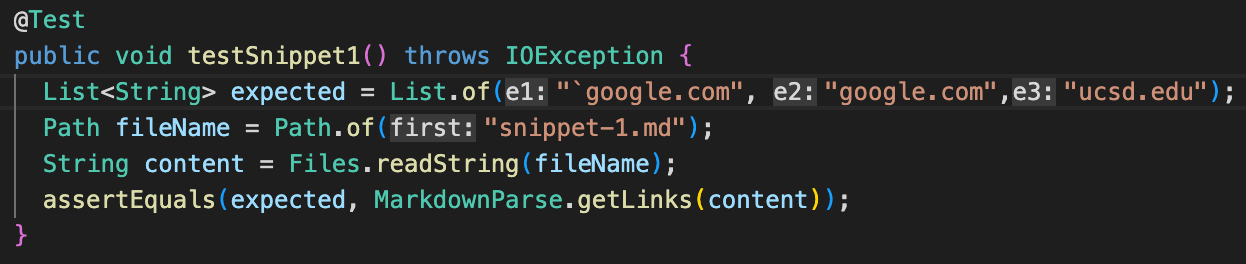 @Test
public void testSnippet1() throws IOException {
List<String> expected = List.of(e1: "`google.com", e2: "google.com",e3: "ucsd.edu");
Path fileName = Path.of(first: "snippet-1.md");
String content = Files.readString(fileName);
assertEquals(expected, MarkdownParse.getLinks(content));
}